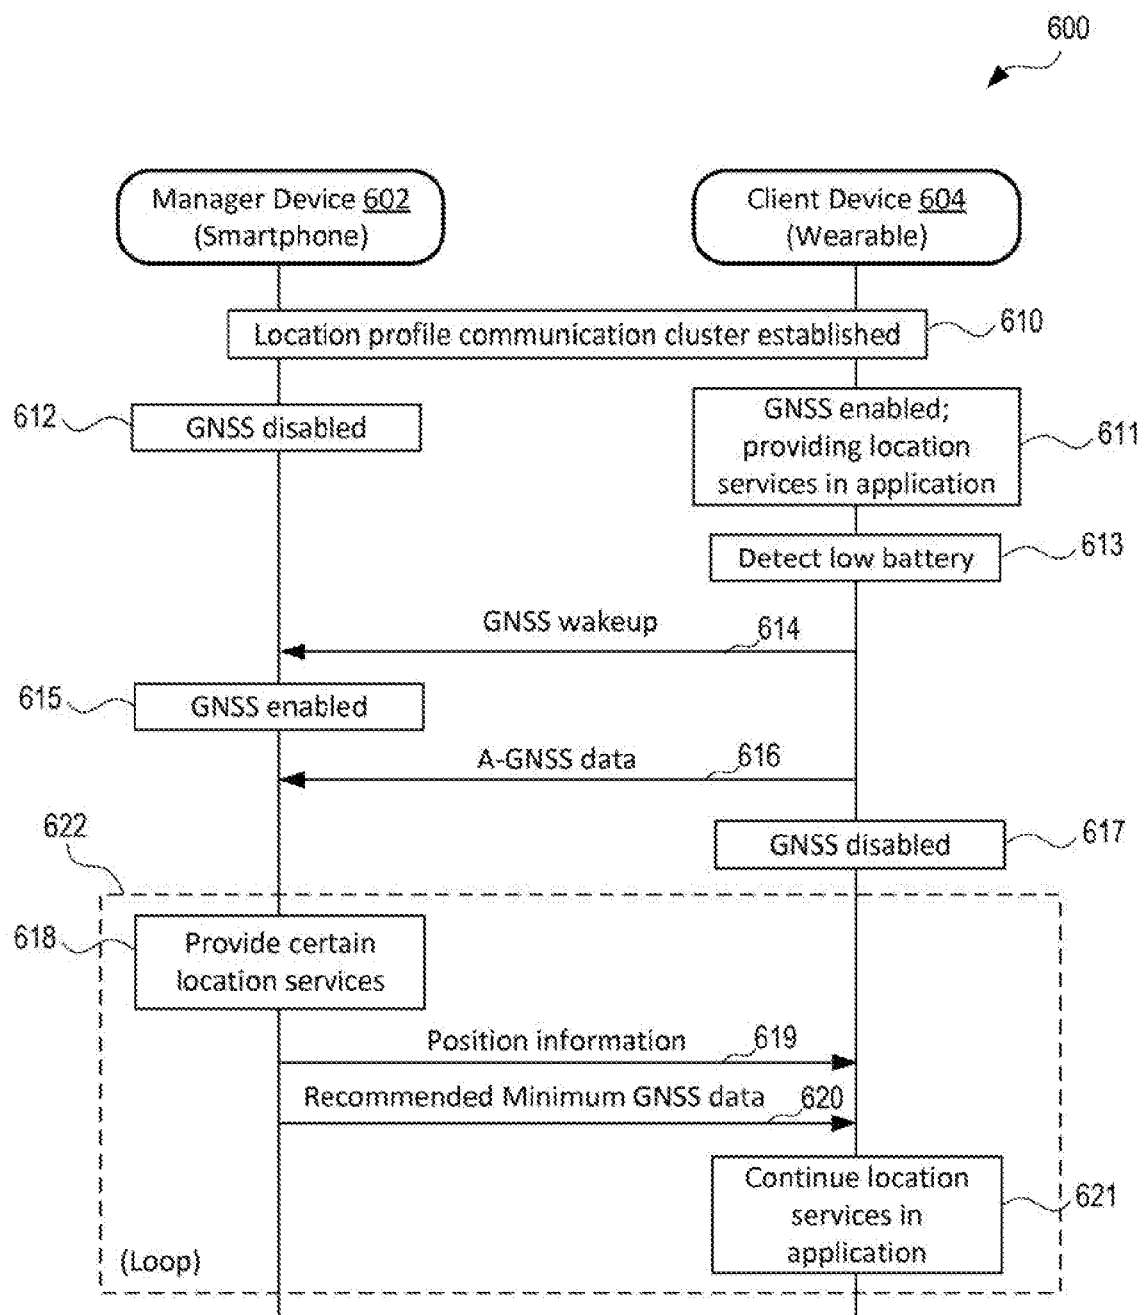 600
Manager Device 602
(Smartphone)
Client Device 604
(Wearable)
Location profile communication cluster established
610
612
GNSS disabled
GNSS enabled;
providing location
services in application
611
Detect low battery
613
GNSS wakeup
614
615
GNSS enabled
A-GNSS data
616
622
GNSS disabled
617
618
Provide certain
location services
Position information
619
Recommended Minimum GNSS data
620
Continue location
services in
application
621
(Loop)